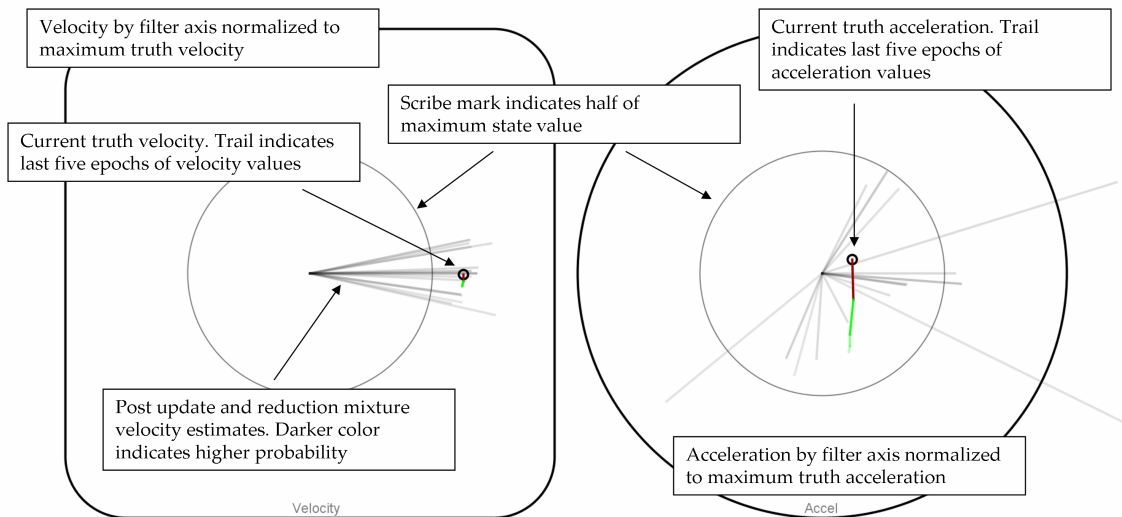 Velocity by filter axis normalized to
maximum truth velocity
Current truth acceleration. Trail
indicates last five epochs of
acceleration values
Scribe mark indicates half of
maximum state value
Current truth velocity. Trail indicates
last five epochs of velocity values
Post update and reduction mixture
velocity estimates. Darker color
indicates higher probability
Acceleration by filter axis normalized
to maximum truth acceleration
Velocity
Accel